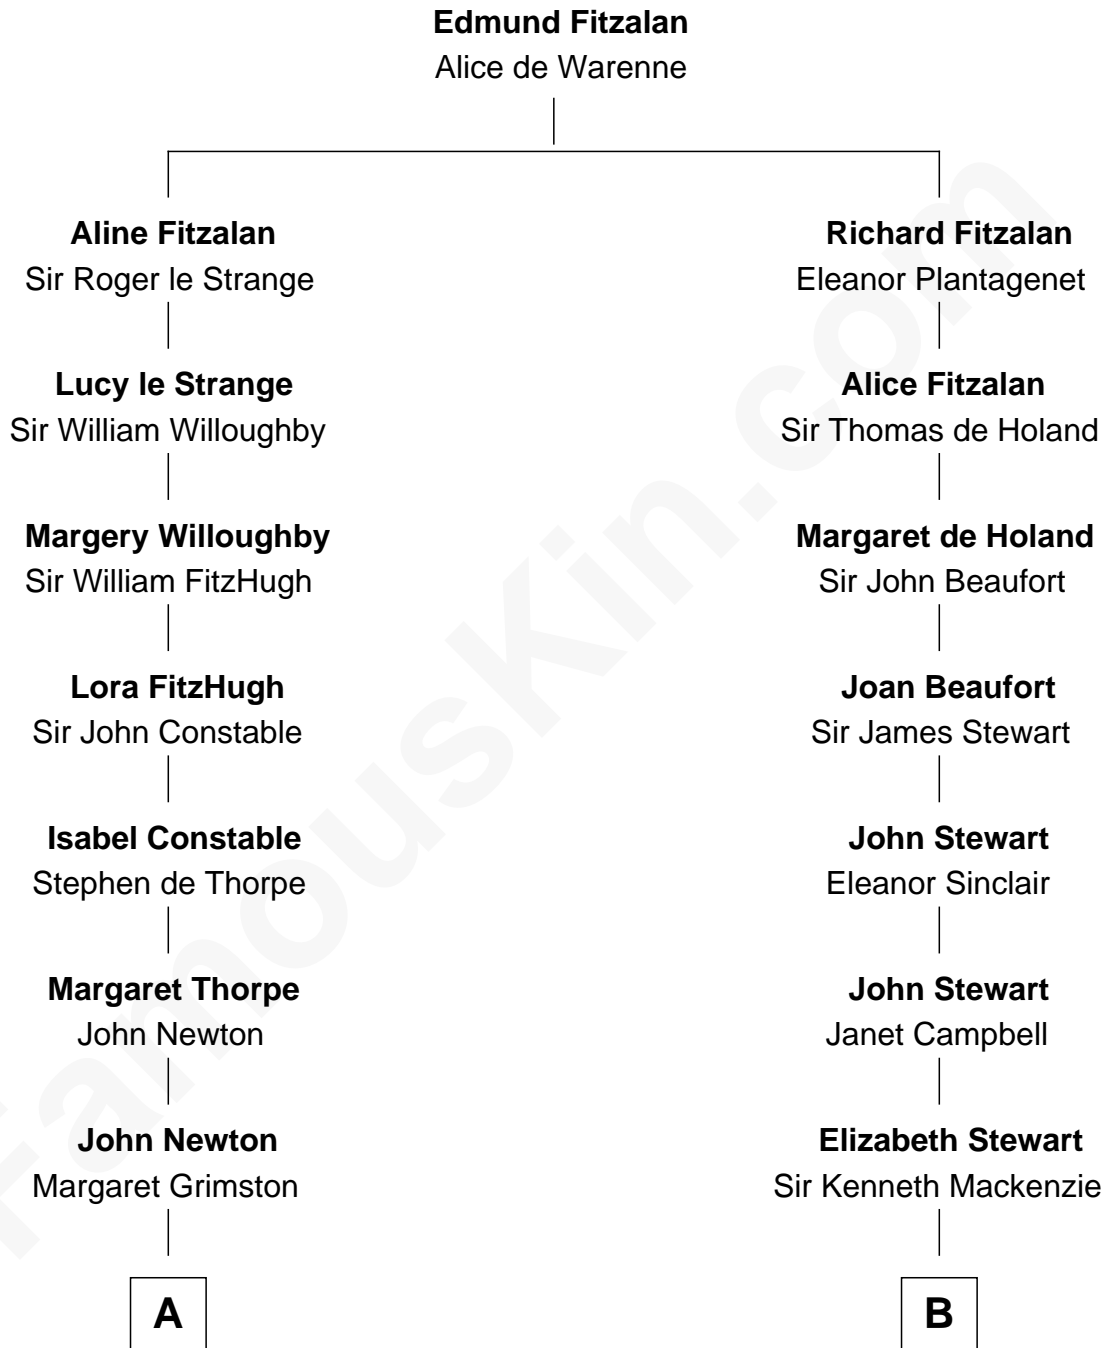 Edmund Fitzalan
Alice de Warenne
Aline Fitzalan
Sir Roger le Strange
Richard Fitzalan
Eleanor Plantagenet
Lucy le Strange
Sir William Willoughby
Alice Fitzalan
Sir Thomas de Holand
Margery Willoughby
Sir William FitzHugh
Margaret de Holand
Sir John Beaufort
Lora FitzHugh
Sir John Constable
Joan Beaufort
Sir James Stewart
Isabel Constable
Stephen de Thorpe
John Stewart
Eleanor Sinclair
Margaret Thorpe
John Newton
John Stewart
Janet Campbell
John Newton
Margaret Grimston
Elizabeth Stewart
Sir Kenneth Mackenzie
A
B
FamousKin.com